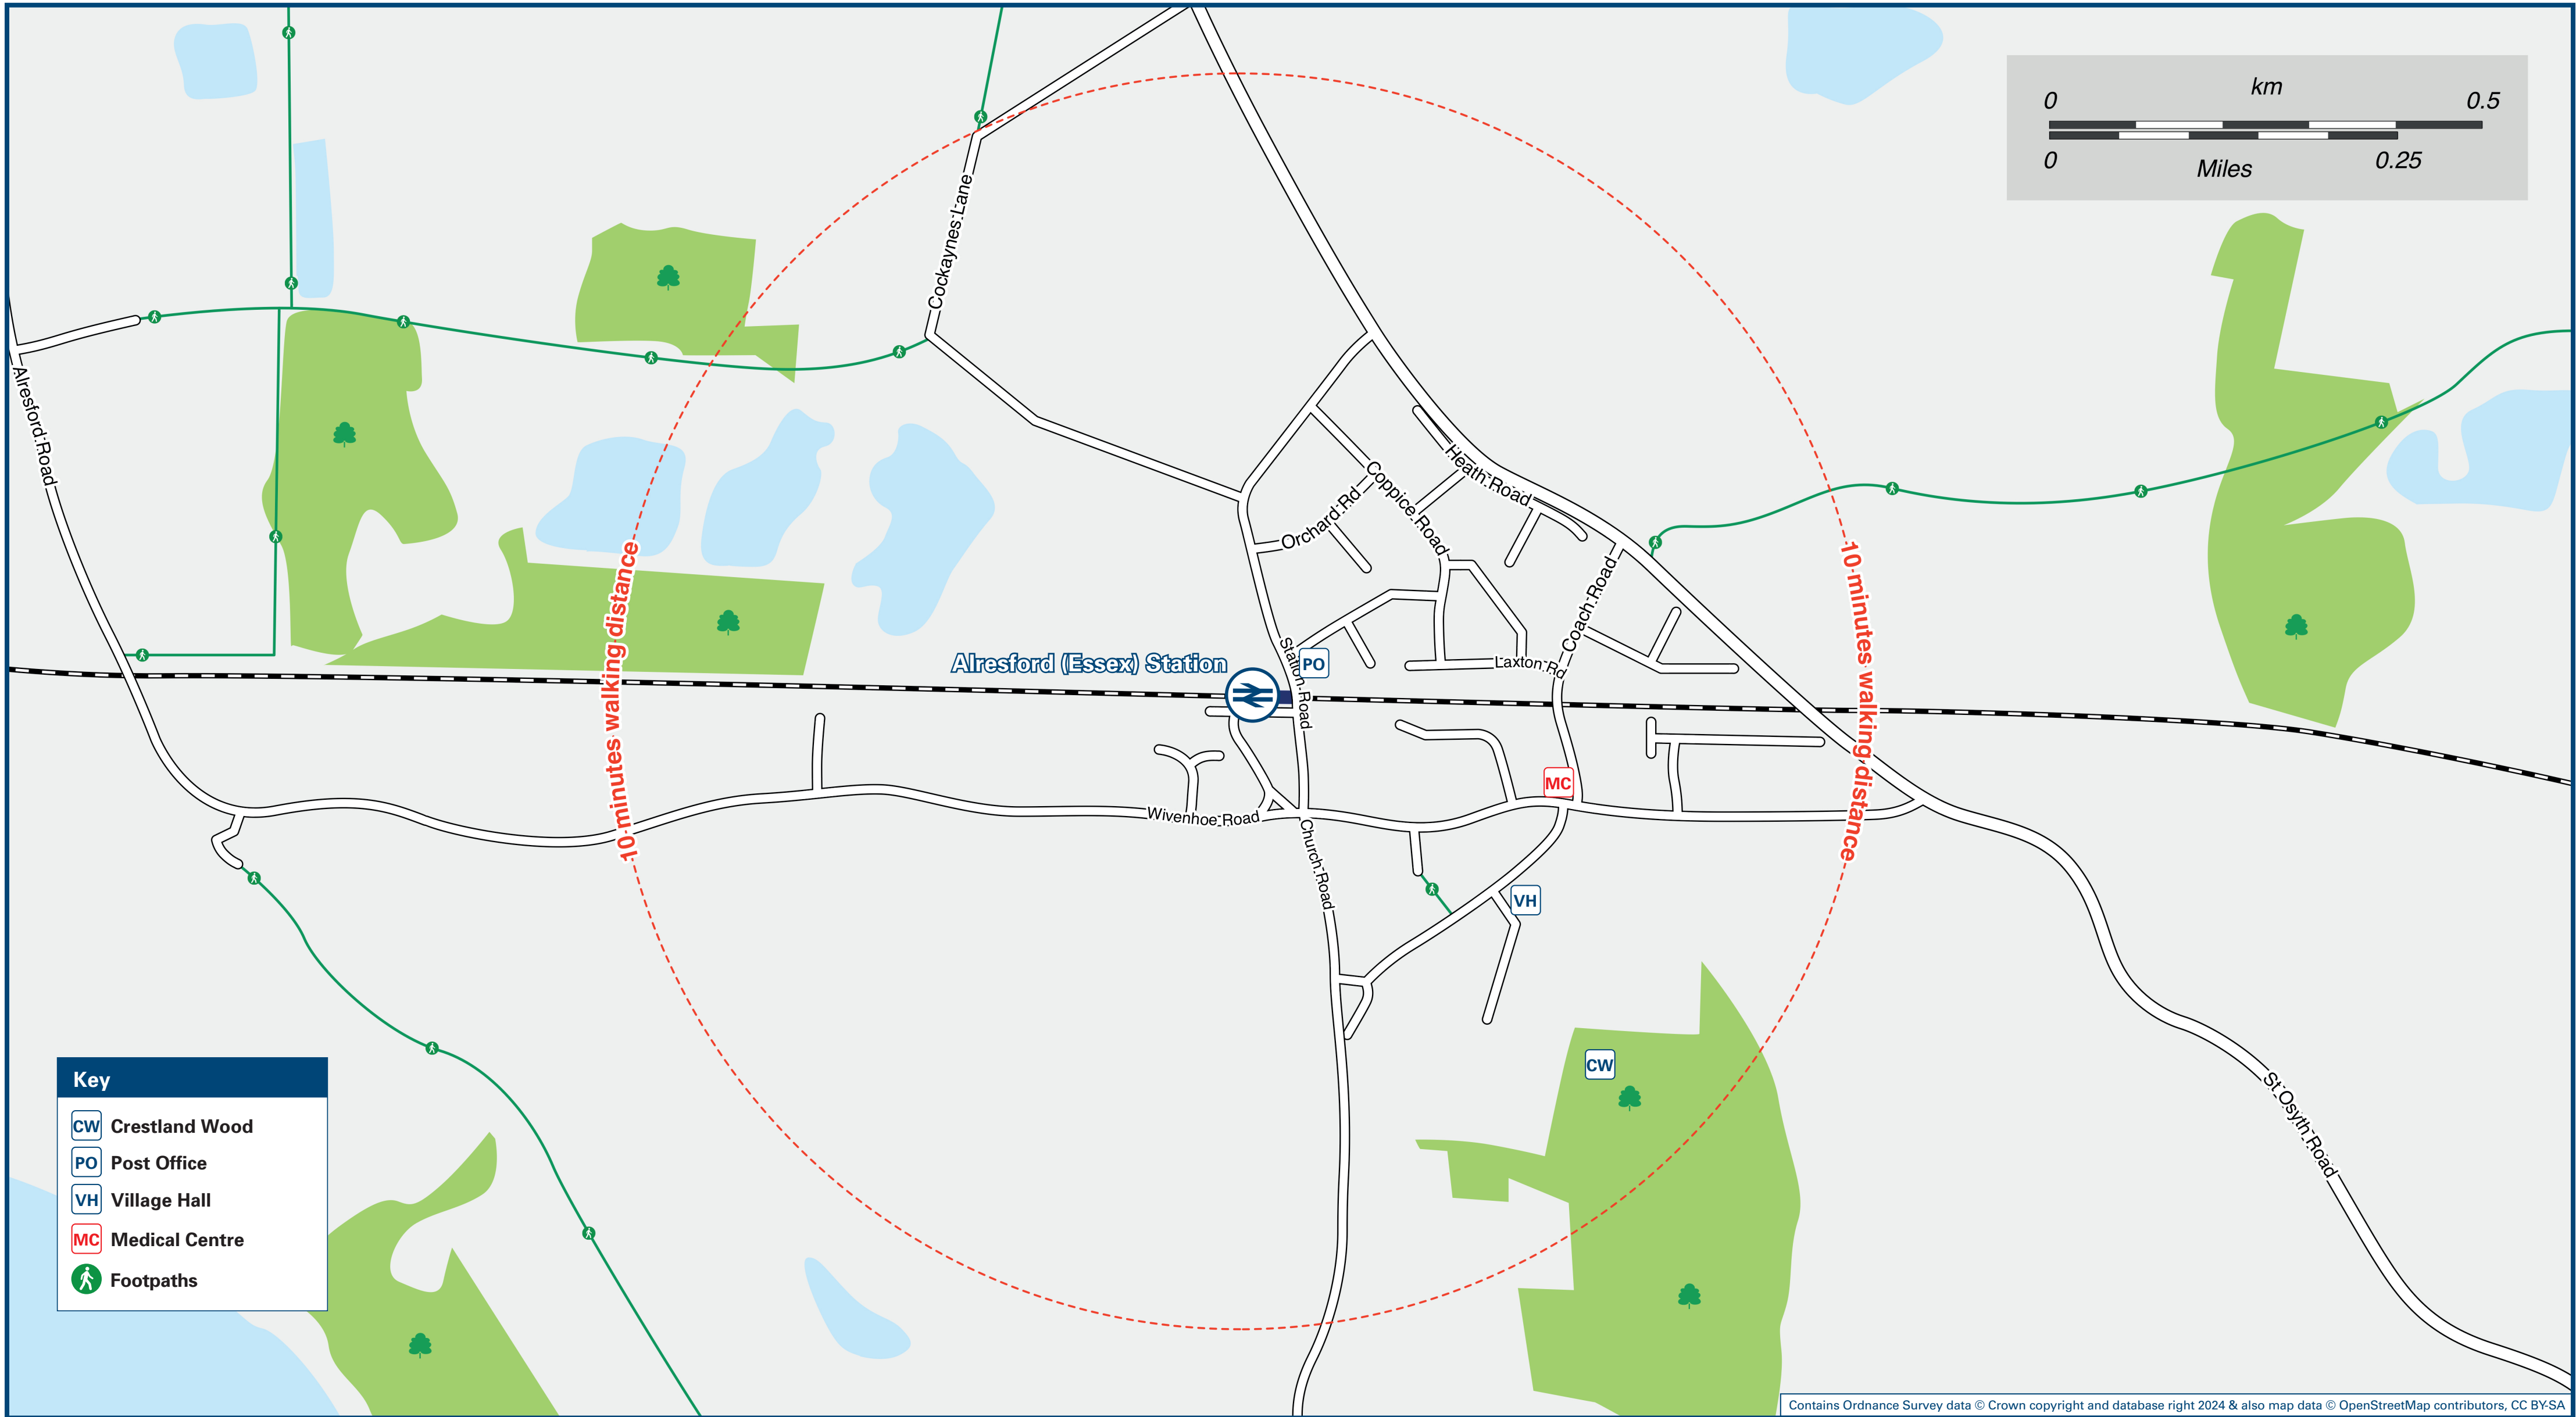 km
0 0.5
0 0.25
Miles
Cockaynes Lane
Alresford Road
Heath Road
Coppice Road
Orchard Rd
10 minutes walking distance
10 minutes walking distance
Coach Road
Alresford (Essex) Station
Station Road
PO
Laxton Rd
MC
Wivenhoe Road
Church Road
VH
CW
St Osyth Road
Key
CW Crestland Wood
PO Post Office
VH Village Hall
MC Medical Centre
Footpaths
Contains Ordnance Survey data © Crown copyright and database right 2024 & also map data © OpenStreetMap contributors, CC BY-SA